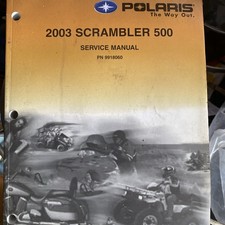 POLARIS
The Way Out.
2003 SCRAMBLER 500
SERVICE MANUAL
PN 9918065